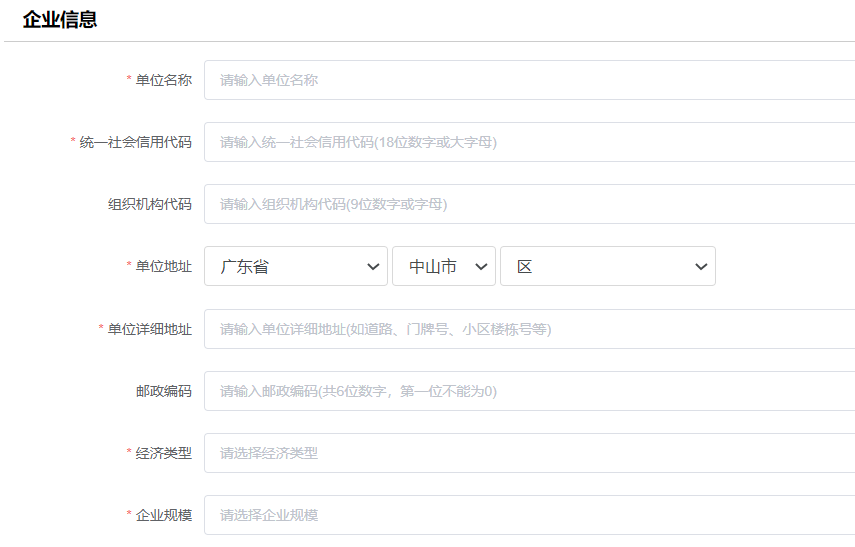 企业信息
* 单位名称 请输入单位名称
* 统一社会信用代码 请输入统一社会信用代码(18位数字或大字母)
组织机构代码 请输入组织机构代码(9位数字或字母)
* 单位地址 广东省 中山市 区
* 单位详细地址 请输入单位详细地址(如道路、门牌号、小区楼栋号等)
邮政编码 请输入邮政编码(共6位数字，第一位不能为0)
* 经济类型 请选择经济类型
* 企业规模 请选择企业规模